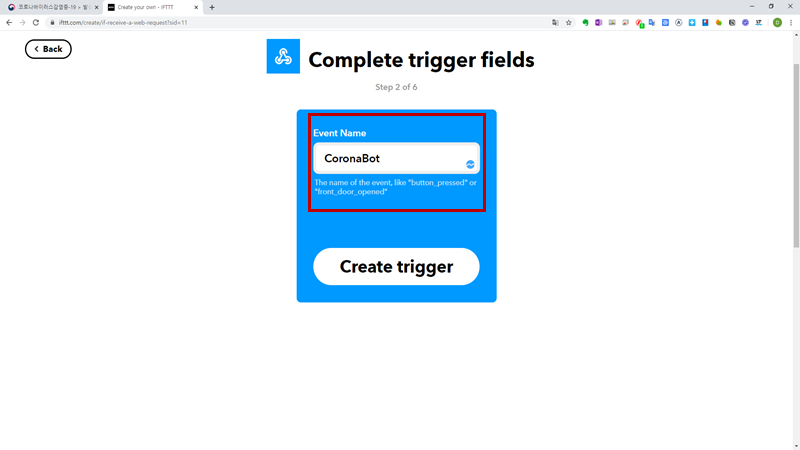 코로나바이러스감염증-19 > 발
Create your own - IFTTT
ifttt.com/create/if-receive-a-web-request?sid=11
Back
Complete trigger fields
Step 2 of 6
Event Name
CoronaBot
The name of the event, like "button_pressed" or
"front_door_opened"
Create trigger